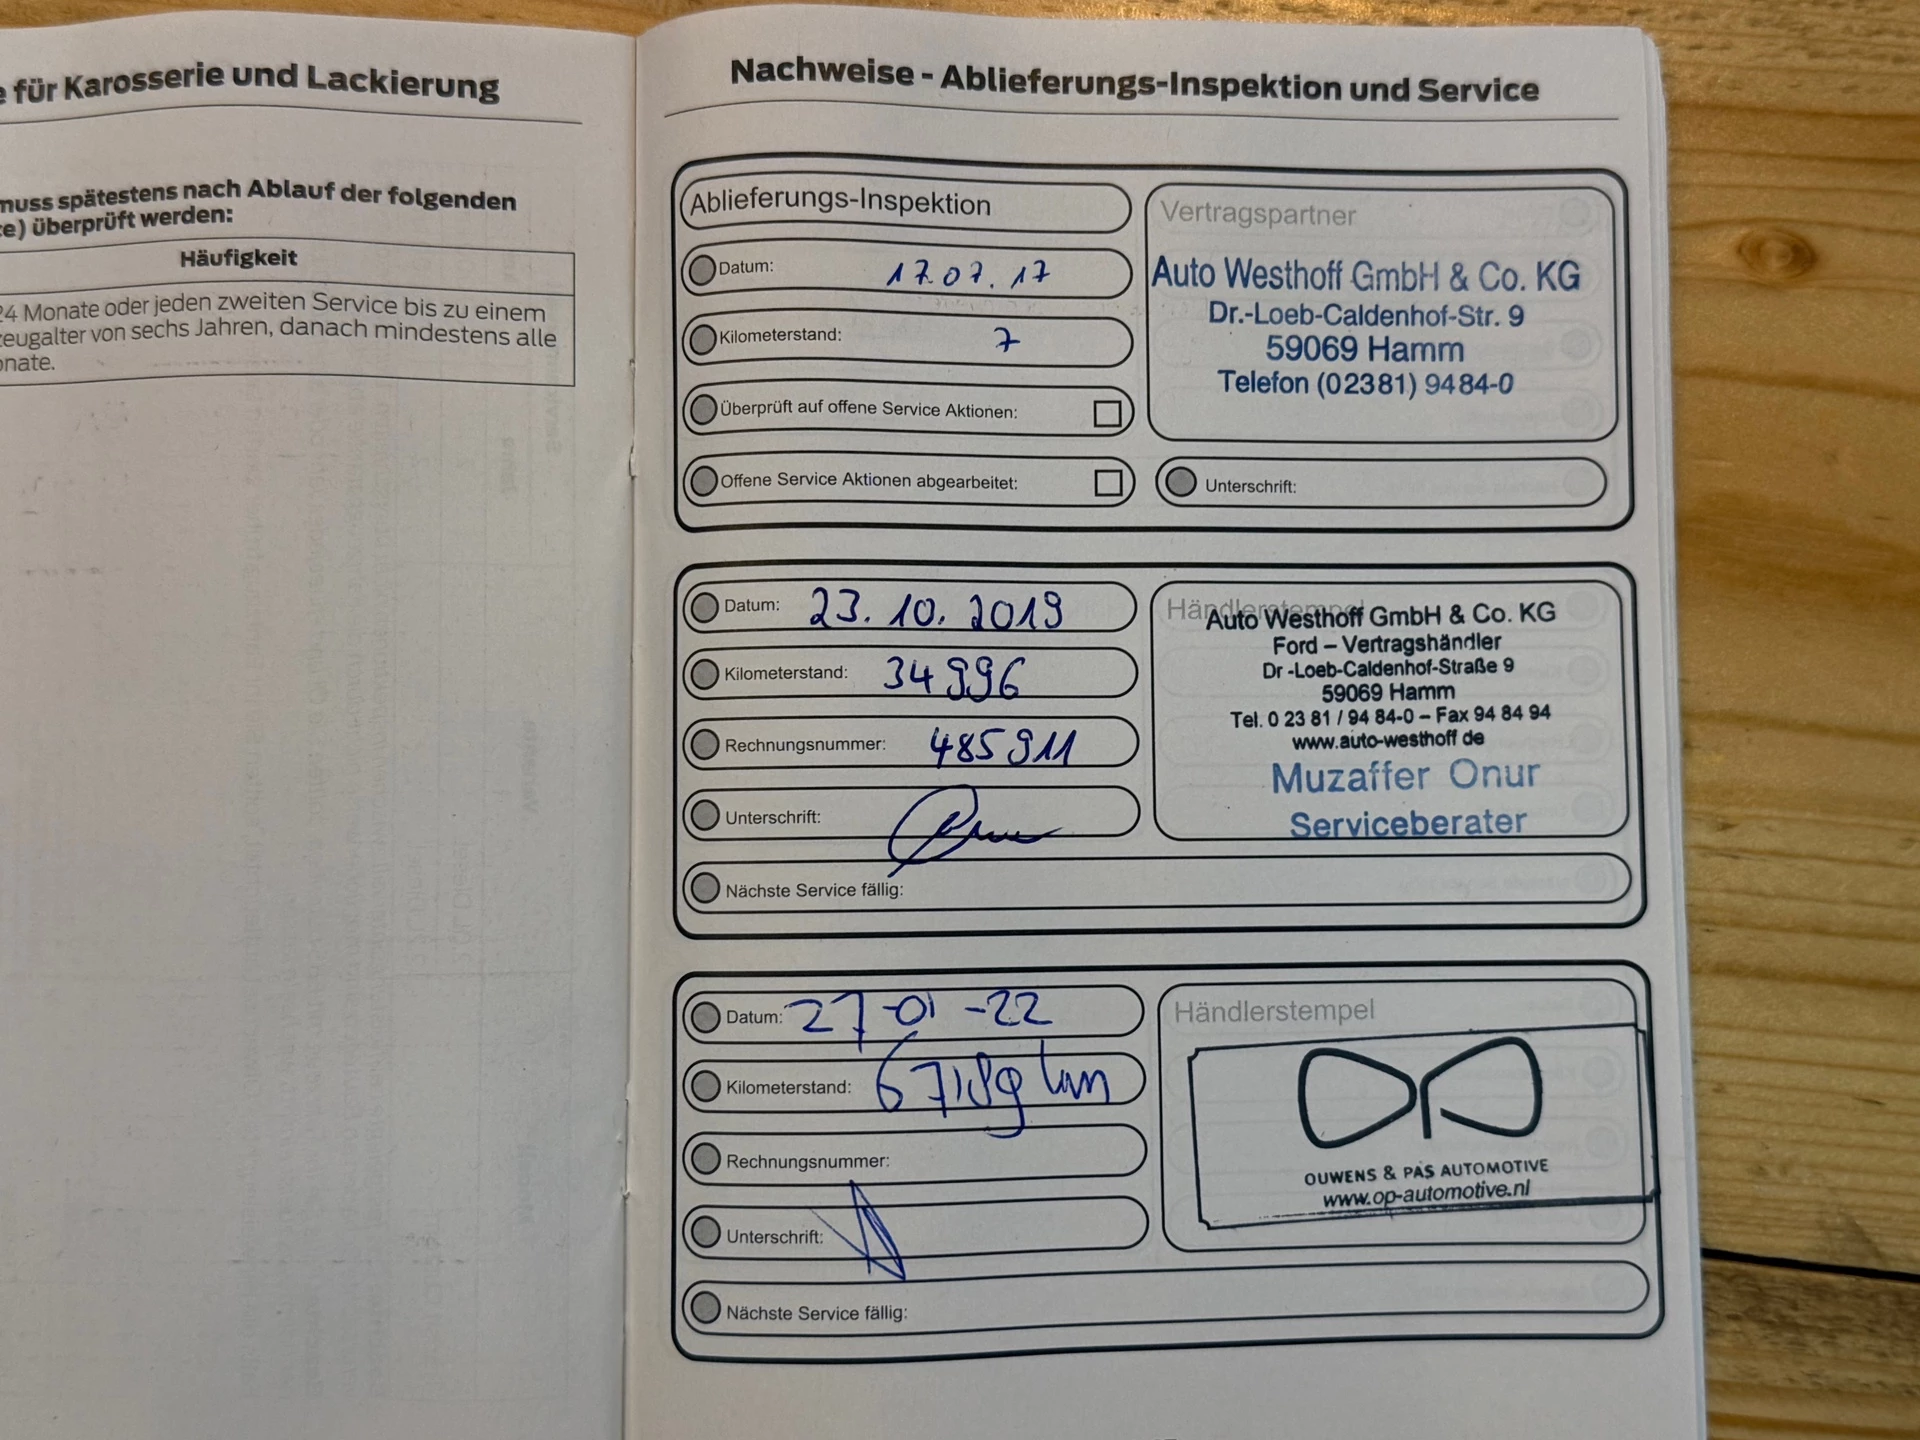 e für Karosserie und Lackierung
muss spätestens nach Ablauf der folgenden
ce) überprüft werden:
Häufigkeit
24 Monate oder jeden zweiten Service bis zu einem
zeugalter von sechs Jahren, danach mindestens alle
onate.
Nachweise - Ablieferungs-Inspektion und Service
Ablieferungs-Inspektion
Datum: 17.07.17
Kilometerstand: 7
Überprüft auf offene Service Aktionen:
Offene Service Aktionen abgearbeitet:
Vertragspartner
Auto Westhoff GmbH & Co. KG
Dr.-Loeb-Caldenhof-Str. 9
59069 Hamm
Telefon (02381) 9484-0
Unterschrift:
Datum: 23.10.2019
Kilometerstand: 34996
Rechnungsnummer: 485911
Unterschrift:
Nächste Service fällig:
Händlerstempel
Auto Westhoff GmbH & Co. KG
Ford – Vertragshändler
Dr -Loeb-Caldenhof-Straße 9
59069 Hamm
Tel. 0 23 81 / 94 84-0 – Fax 94 84 94
www.auto-westhoff de
Muzaffer Onur
Serviceberater
Datum: 27-01-22
Kilometerstand: 67189 km
Rechnungsnummer:
Unterschrift:
Nächste Service fällig:
Händlerstempel
OUWENS & PAS AUTOMOTIVE
www.op-automotive.nl